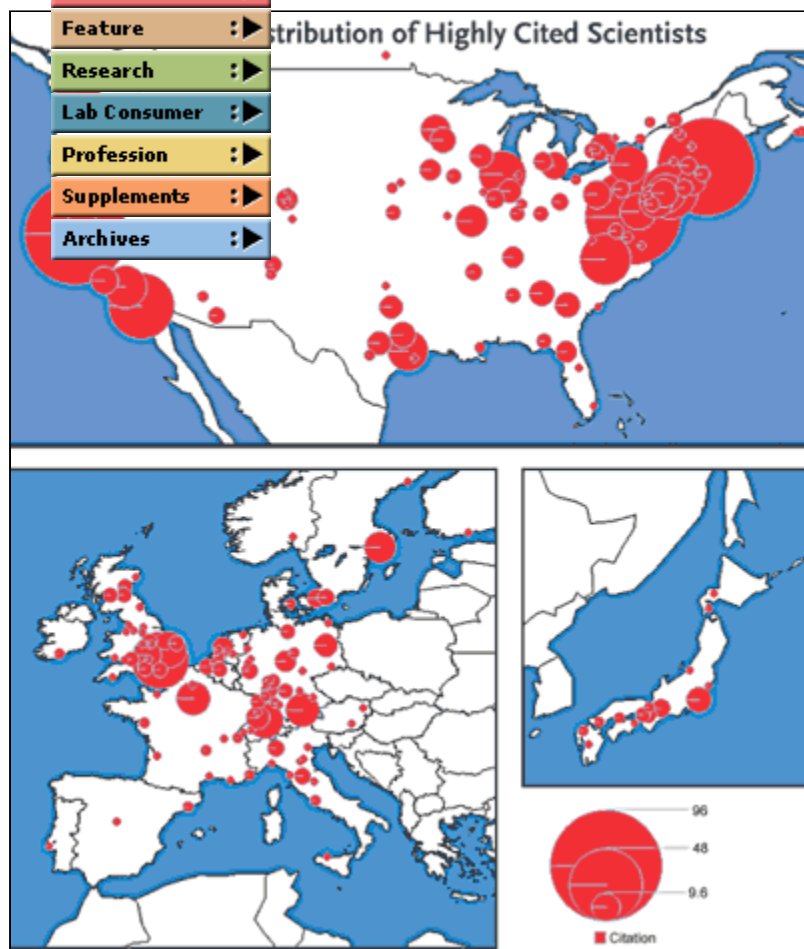 Feature
stribution of Highly Cited Scientists
Research
Lab Consumer
Profession
Supplements
Archives
96
48
9.6
Citation